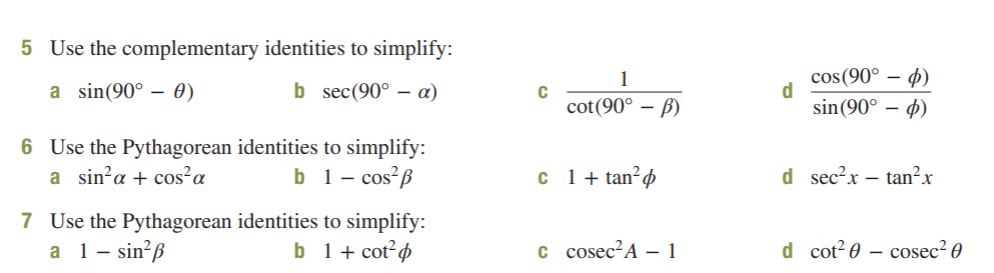 5 Use the complementary identities to simplify:
a sin(90° − θ) b sec(90° − α) c 1/cot(90° − β) d cos(90° − ϕ)/sin(90° − ϕ)
6 Use the Pythagorean identities to simplify:
a sin²α + cos²α b 1 − cos²β c 1 + tan²ϕ d sec²x − tan²x
7 Use the Pythagorean identities to simplify:
a 1 − sin²β b 1 + cot²ϕ c cosec²A − 1 d cot²θ − cosec²θ